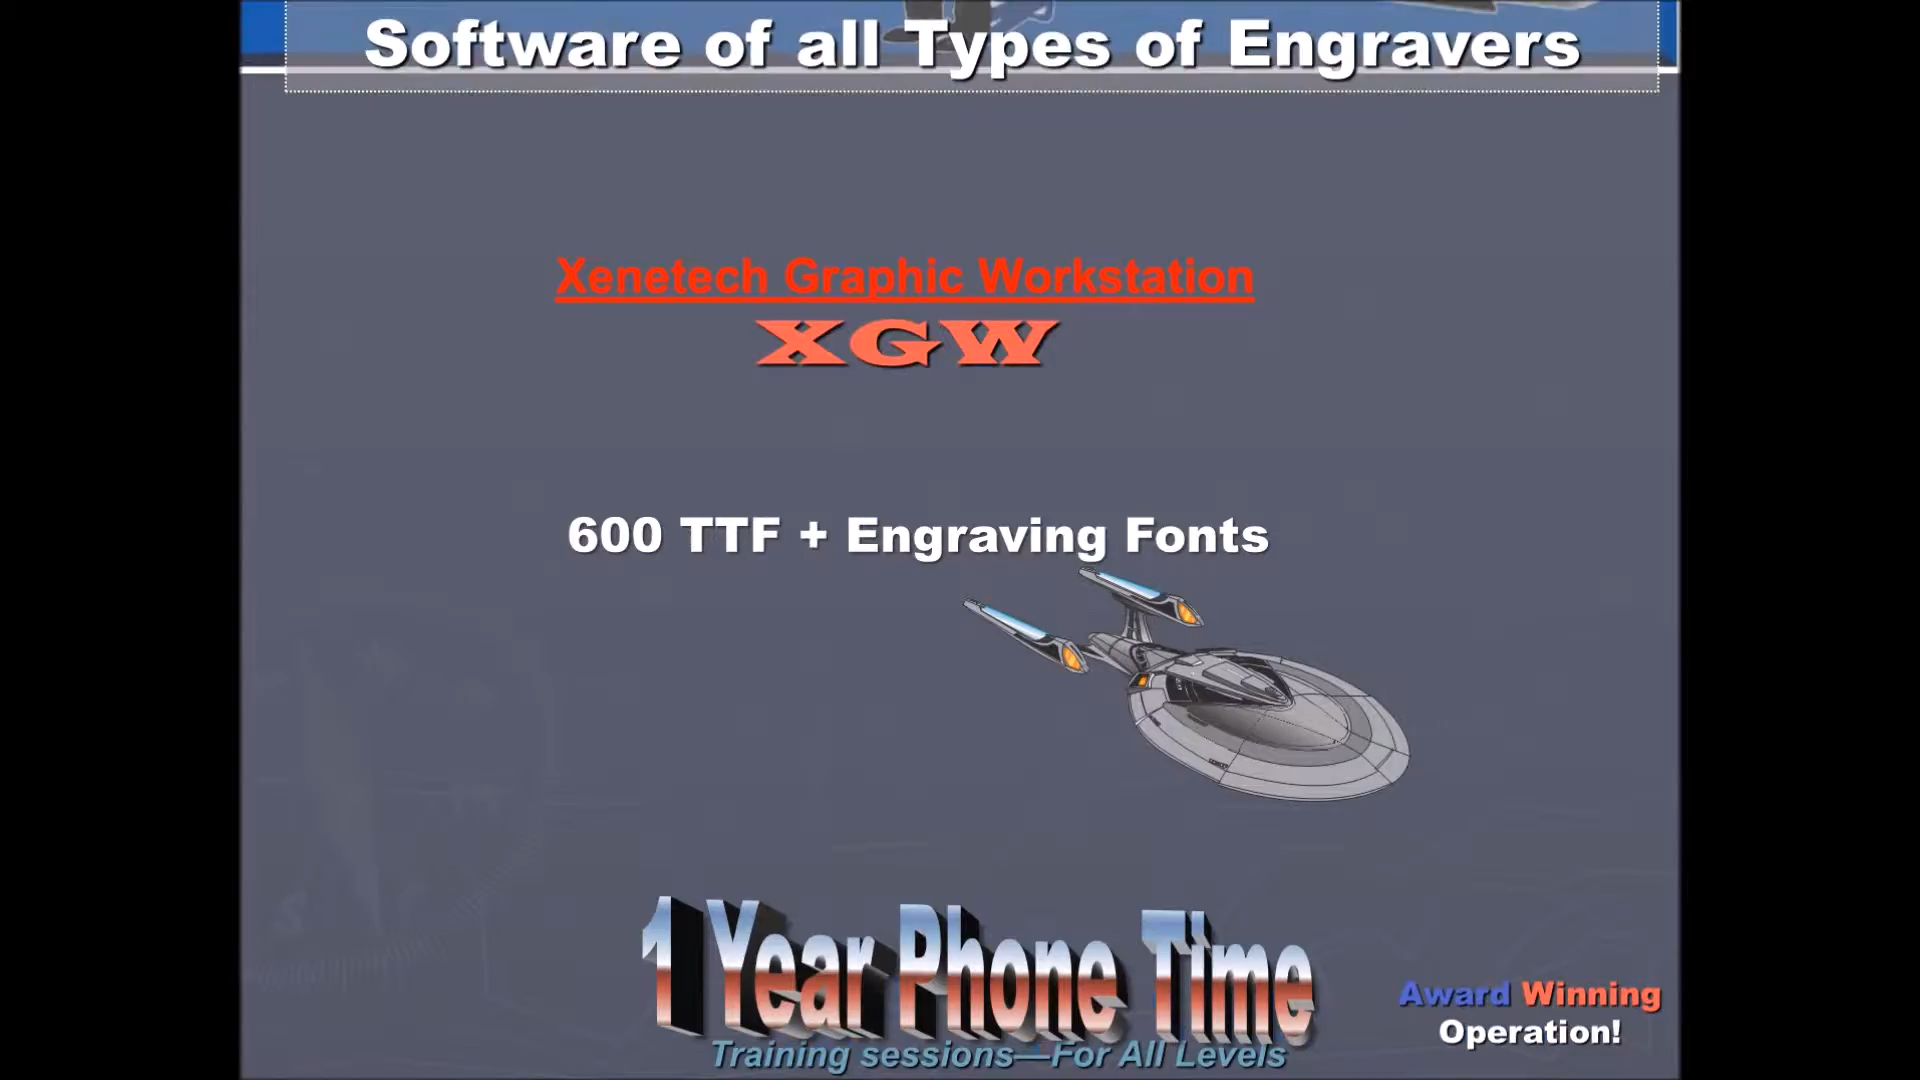 Software of all Types of Engravers
Xenetech Graphic Workstation
XGW
600 TTF + Engraving Fonts
1 Year Phone Time
Training sessions—For All Levels
Award Winning
Operation!